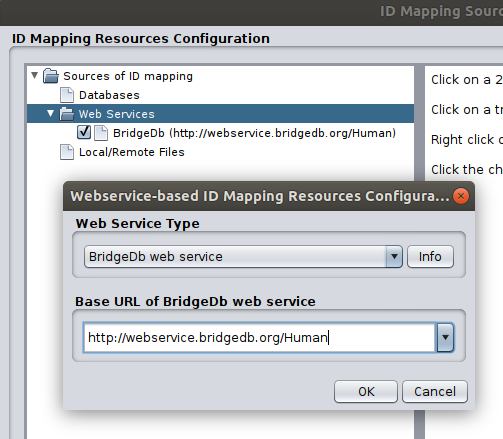 ID Mapping Sour
ID Mapping Resources Configuration
Sources of ID mapping
Databases
Web Services
BridgeDb (http://webservice.bridgedb.org/Human)
Local/Remote Files
Click on a 2
Click on a tr
Right click o
Click the ch
Webservice-based ID Mapping Resources Configura...
Web Service Type
BridgeDb web service
Info
Base URL of BridgeDb web service
http://webservice.bridgedb.org/Human
OK
Cancel